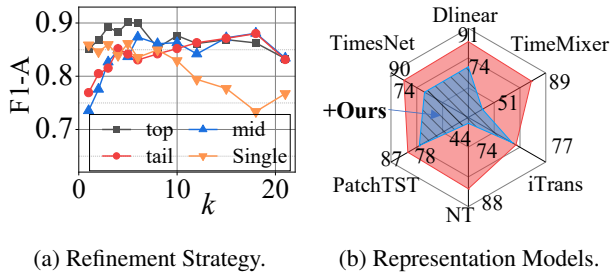 0.9
0.8
0.7
F1-A
top
mid
tail
Single
0
10
20
k
(a) Refinement Strategy.
Dlinear
91
TimesNet
TimeMixer
90
74
74
89
51
+Ours
44
74
77
87
78
PatchTST
iTrans
NT
88
(b) Representation Models.